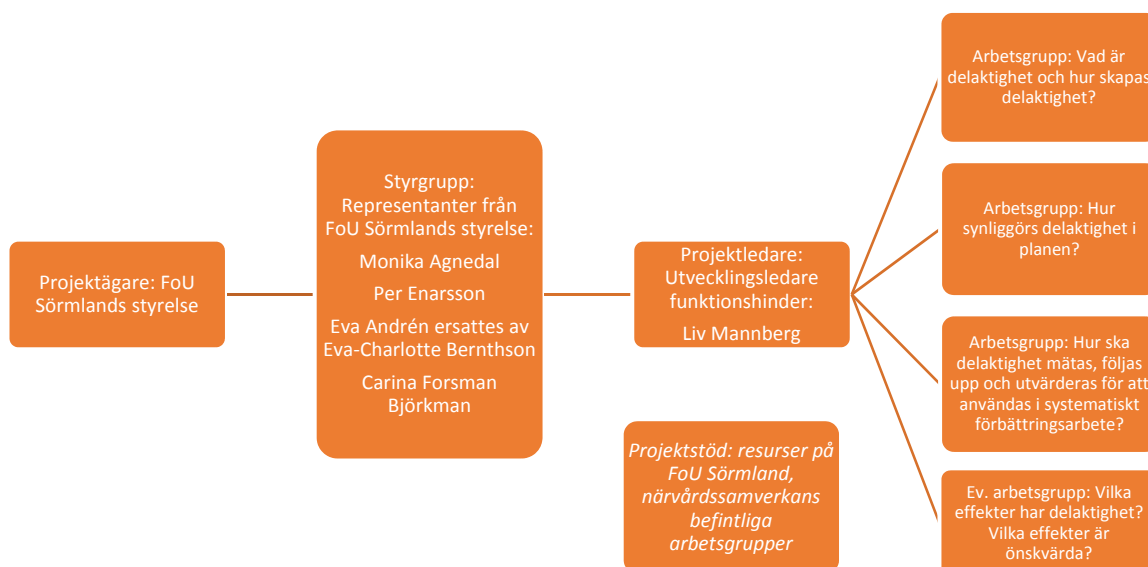 Projektägare: FoU
Sörmlands styrelse
Styrgrupp:
Representanter från
FoU Sörmlands styrelse:
Monika Agnedal
Per Enarsson
Eva Andrén ersattes av
Eva-Charlotte Bernthson
Carina Forsman
Björkman
Projektledare:
Utvecklingsledare
funktionshinder:
Liv Mannberg
Projektstöd: resurser på
FoU Sörmland,
närvårdssamverkans
befintliga
arbetsgrupper
Arbetsgrupp: Vad är
delaktighet och hur skapas
delaktighet?
Arbetsgrupp: Hur
synliggörs delaktighet i
planen?
Arbetsgrupp: Hur ska
delaktighet mätas, följas
upp och utvärderas för att
användas i systematiskt
förbättringsarbete?
Ev. arbetsgrupp: Vilka
effekter har delaktighet?
Vilka effekter är
önskvärda?